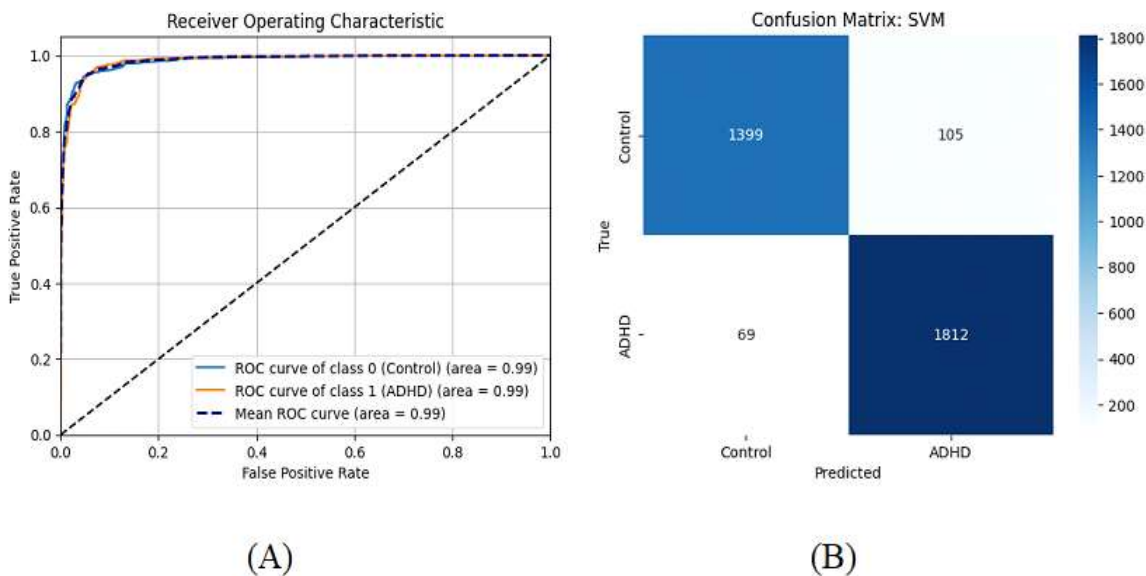 Receiver Operating Characteristic
1.0
0.8
0.6
0.4
0.2
0.0
True Positive Rate
ROC curve of class 0 (Control) (area = 0.99)
ROC curve of class 1 (ADHD) (area = 0.99)
Mean ROC curve (area = 0.99)
0.0 0.2 0.4 0.6 0.8 1.0
False Positive Rate
(A)
Confusion Matrix: SVM
True
Control
1399 105
ADHD
69 1812
Control ADHD
Predicted
1800
1600
1400
1200
1000
800
600
400
200
(B)